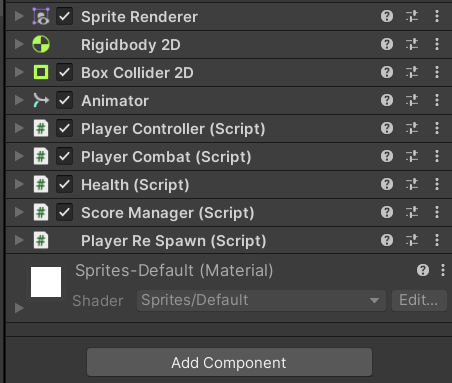 Sprite Renderer
Rigidbody 2D
Box Collider 2D
Animator
Player Controller (Script)
Player Combat (Script)
Health (Script)
Score Manager (Script)
Player Re Spawn (Script)
Sprites-Default (Material)
Shader Sprites/Default Edit...
Add Component